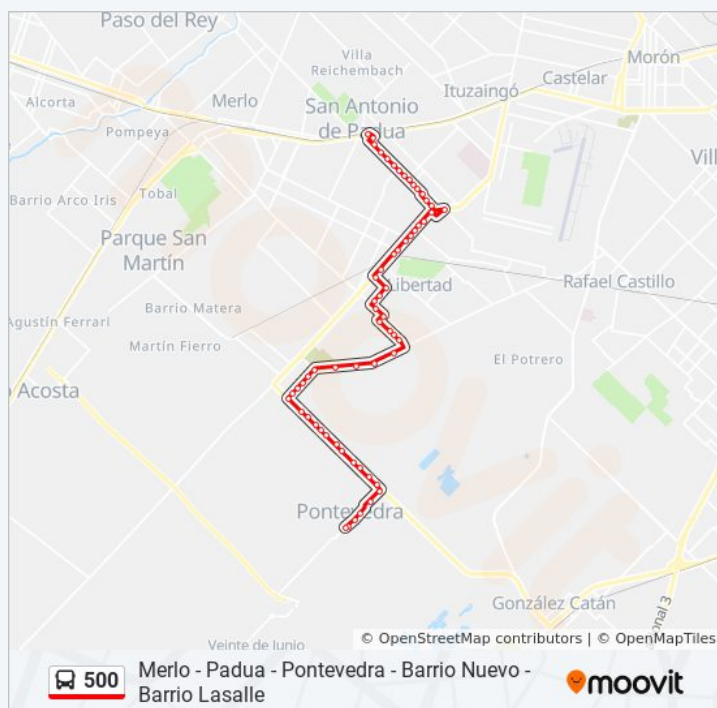 Paso del Rey
Villa
Reichembach
Morón
Castelar
Ituzaingó
Alcorta
Merlo
San Antonio
de Padua
Pompeya
Barrio Arco Iris
Tobal
Parque San
Martín
Libertad
Rafael Castillo
Barrio Matera
Agustín Ferrari
Martín Fierro
El Potrero
Acosta
Pontevedra
González Catán
Veinte de Junio
© OpenStreetMap contributors | © OpenMapTiles
500
Merlo - Padua - Pontevedra - Barrio Nuevo -
Barrio Lasalle
moovit